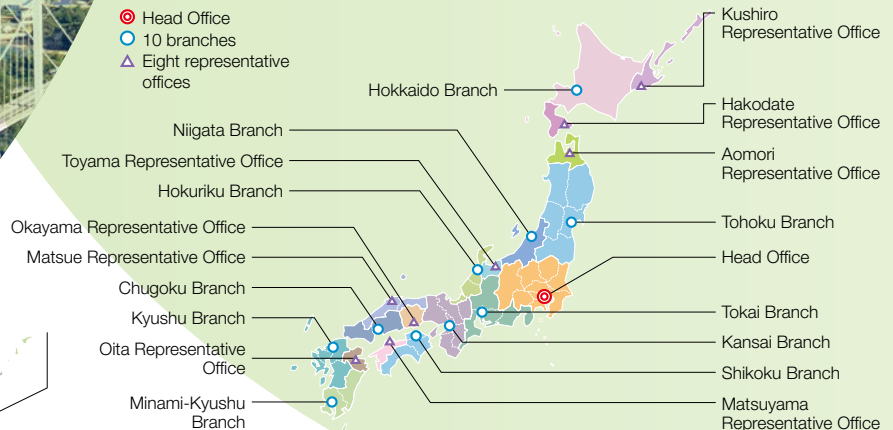 Head Office
10 branches
Eight representative
offices
Hokkaido Branch
Niigata Branch
Toyama Representative Office
Hokuriku Branch
Okayama Representative Office
Matsue Representative Office
Chugoku Branch
Kyushu Branch
Oita Representative
Office
Minami-Kyushu
Branch
Kushiro
Representative Office
Hakodate
Representative Office
Aomori
Representative Office
Tohoku Branch
Head Office
Tokai Branch
Kansai Branch
Shikoku Branch
Matsuyama
Representative Office